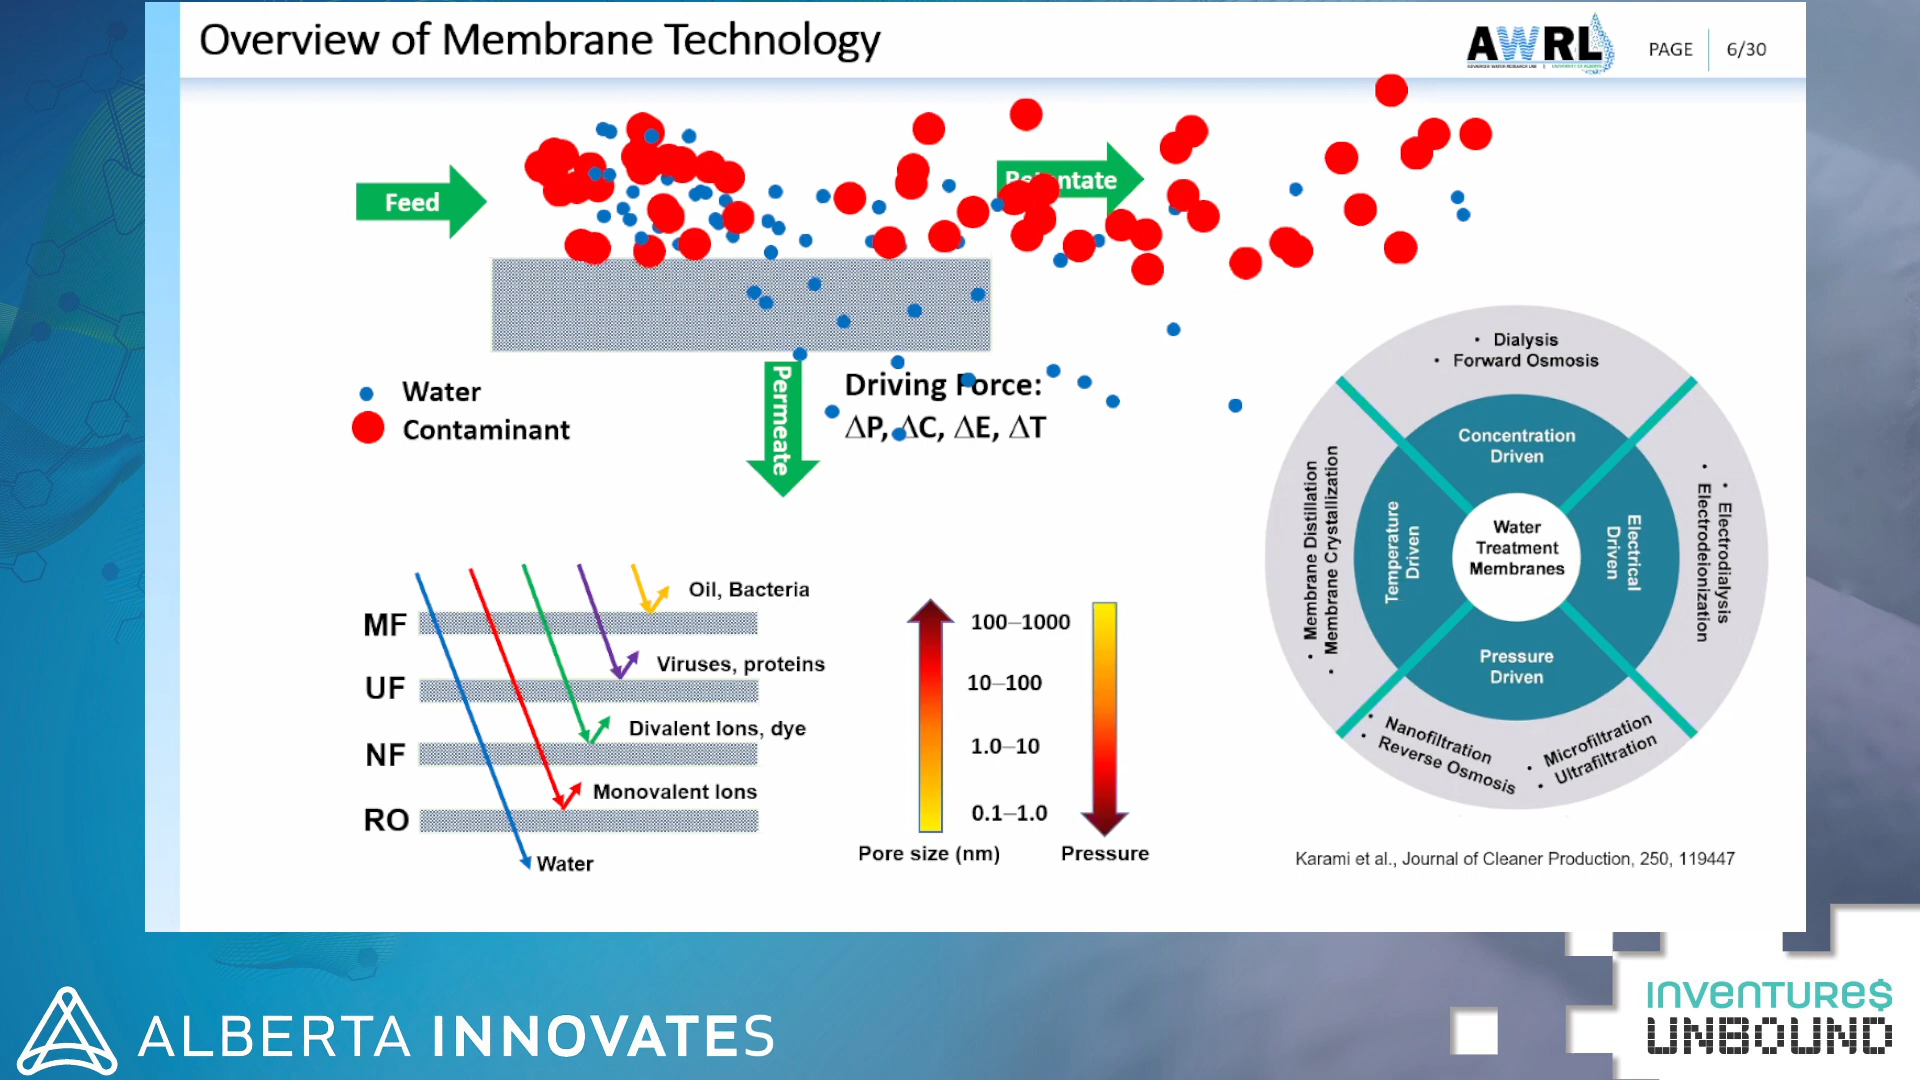 Overview of Membrane Technology
AWRL
PAGE
6/30
Feed
Retentate
Permeate
Water
Contaminant
Driving Force:
ΔP, ΔC, ΔE, ΔT
MF
UF
NF
RO
Oil, Bacteria
Viruses, proteins
Divalent Ions, dye
Monovalent Ions
Water
100–1000
10–100
1.0–10
0.1–1.0
Pore size (nm)
Pressure
• Dialysis
• Forward Osmosis
Concentration
Driven
• Membrane Distillation
• Membrane Crystallization
Temperature
Driven
Water
Treatment
Membranes
Electrical
Driven
• Electrodialysis
• Electrodeionization
Pressure
Driven
• Nanofiltration
• Reverse Osmosis
• Microfiltration
• Ultrafiltration
Karami et al., Journal of Cleaner Production, 250, 119447
ALBERTA INNOVATES
INVENTURE$
UNBOUND